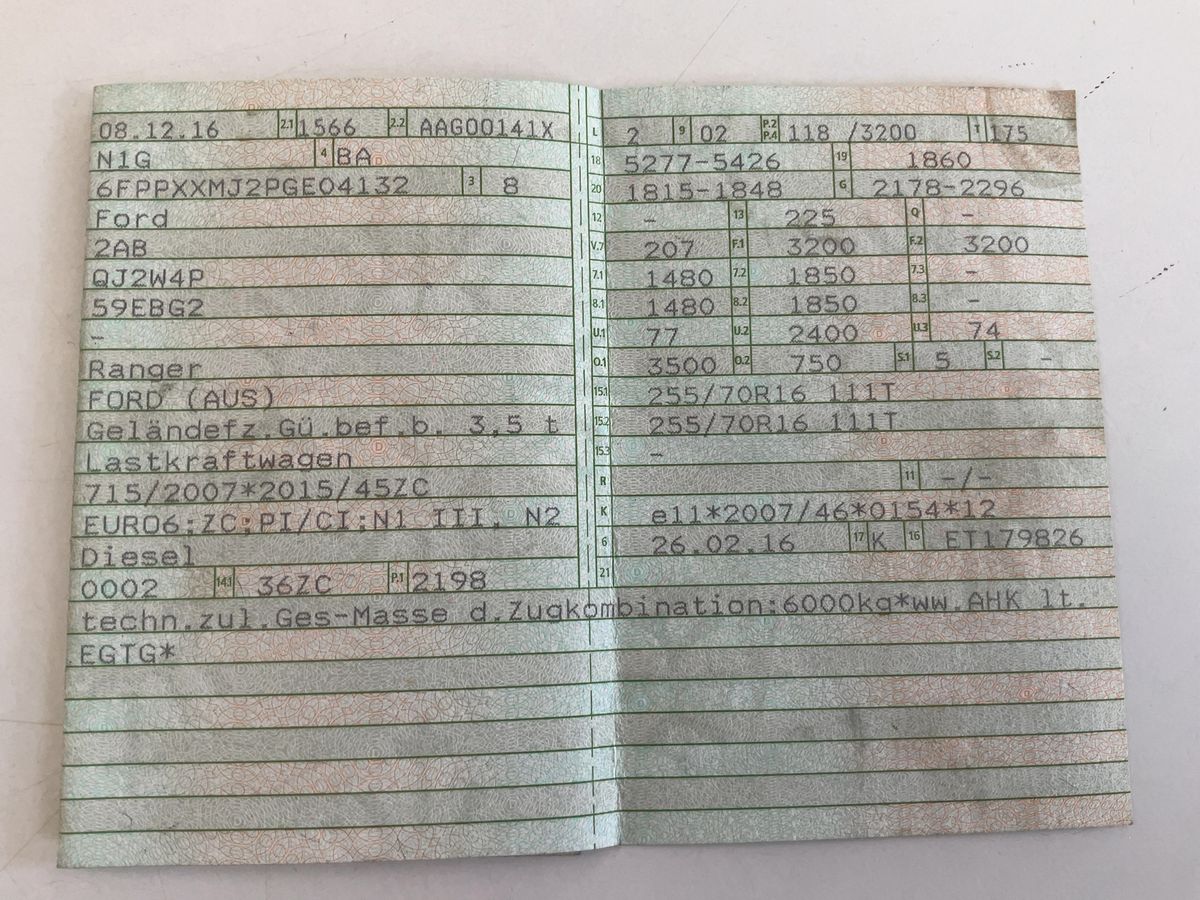 08.12.16 2.1 1566 2.2 AAG00141X
N1G 4 BA
6FPPXXMJ2PGE04132 3 8
Ford
2AB
QJ2W4P
59EBG2
-
Ranger
FORD (AUS)
Geländefz.Gü.bef.b. 3,5 t
Lastkraftwagen
715/2007*2015/45ZC
EURO6;ZC;PI/CI;N1 III, N2
Diesel
0002 14.1 36ZC P.1 2198
L 2 9 02 P.2 P.4 118 /3200 T 175
18 5277-5426 19 1860
20 1815-1848 G 2178-2296
12 - 13 225 Q -
V.7 207 F.1 3200 F.2 3200
7.1 1480 7.2 1850 7.3 -
8.1 1480 8.2 1850 8.3 -
U.1 77 U.2 2400 U.3 74
O.1 3500 O.2 750 S.1 5 S.2 -
15.1 255/70R16 111T
15.2 255/70R16 111T
15.3 -
R 11 -/-
K e11*2007/46*0154*12
6 26.02.16 17 K 16 ET179826
21
techn.zul.Ges-Masse d.Zugkombination:6000kg*ww.AHK lt.
EGTG*